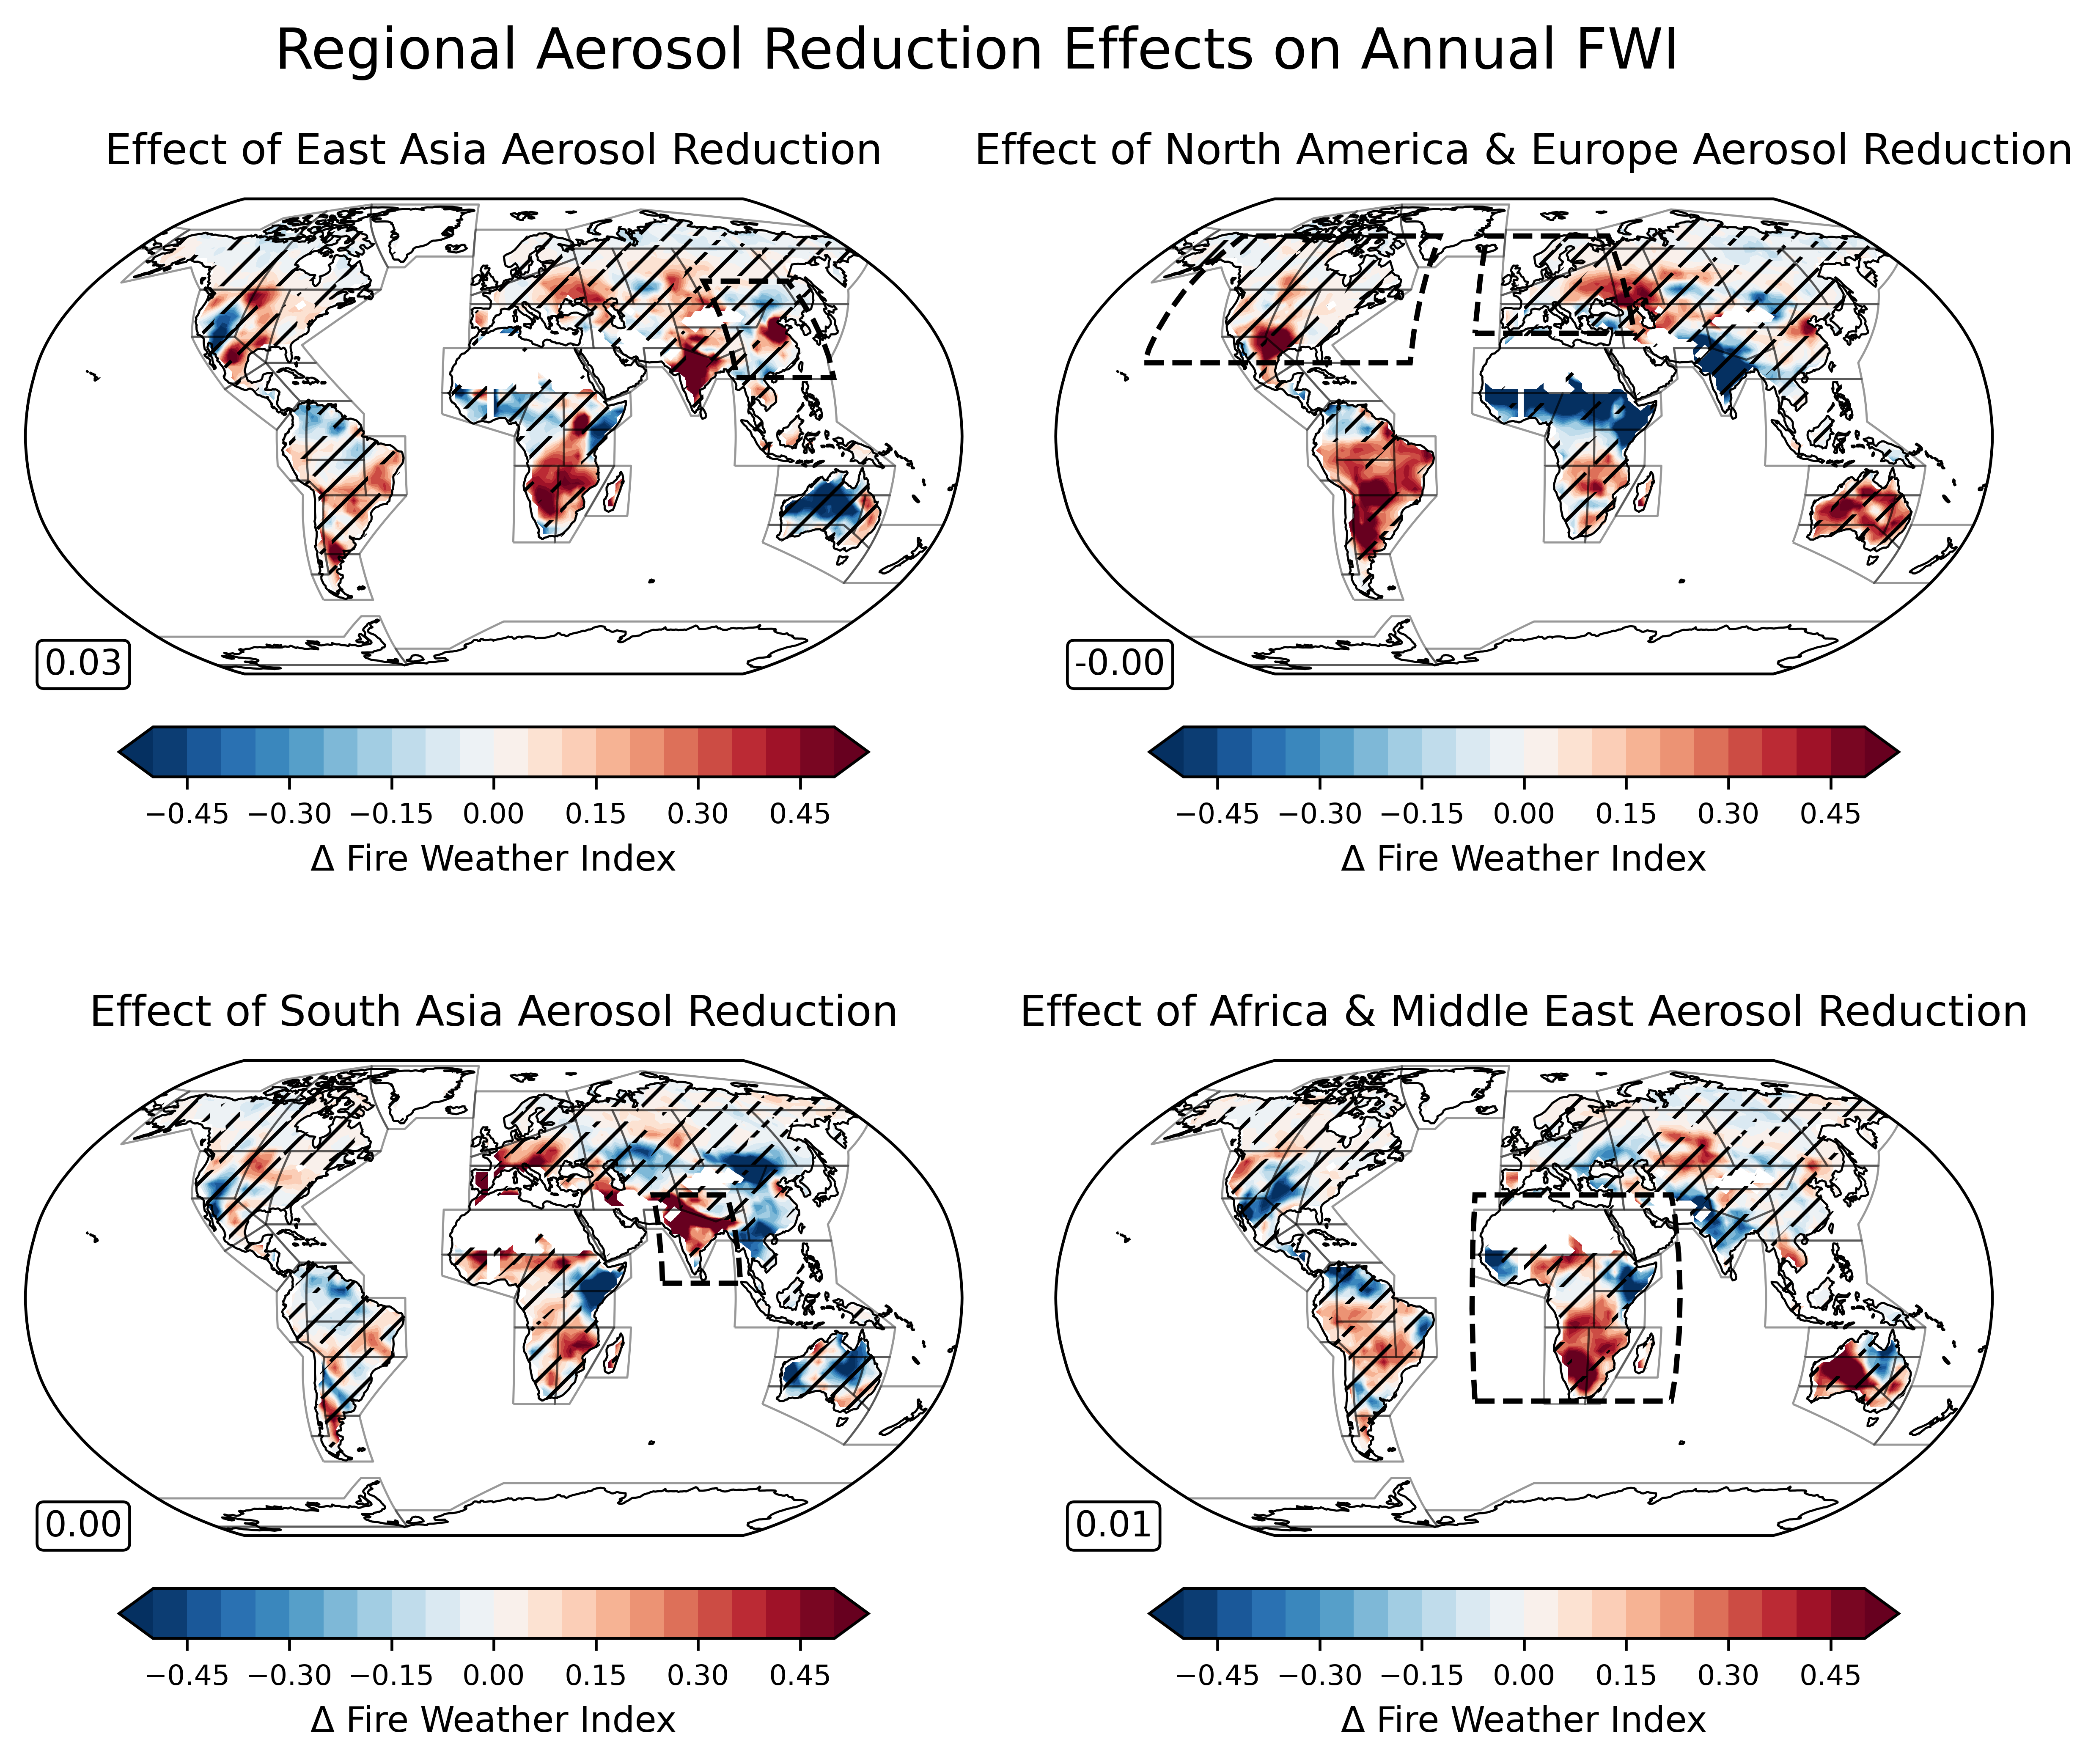 Regional Aerosol Reduction Effects on Annual FWI
Effect of East Asia Aerosol Reduction
0.03
−0.45 −0.30 −0.15 0.00 0.15 0.30 0.45
Δ Fire Weather Index
Effect of North America & Europe Aerosol Reduction
-0.00
−0.45 −0.30 −0.15 0.00 0.15 0.30 0.45
Δ Fire Weather Index
Effect of South Asia Aerosol Reduction
0.00
−0.45 −0.30 −0.15 0.00 0.15 0.30 0.45
Δ Fire Weather Index
Effect of Africa & Middle East Aerosol Reduction
0.01
−0.45 −0.30 −0.15 0.00 0.15 0.30 0.45
Δ Fire Weather Index